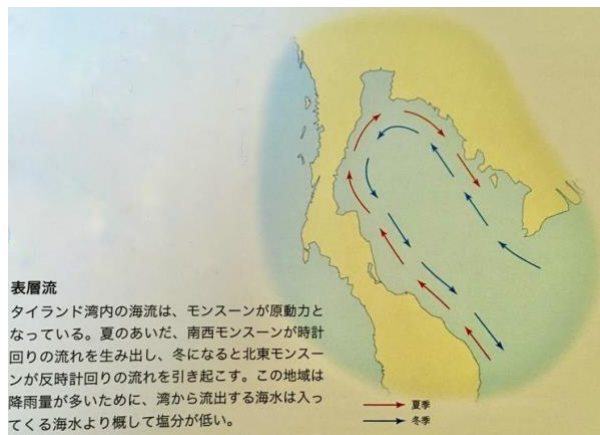 表層流
タイランド湾内の海流は、モンスーンが原動力と
なっている。夏のあいだ、南西モンスーンが時計
回りの流れを生み出し、冬になると北東モンスー
ンが反時計回りの流れを引き起こす。この地域は
降雨量が多いために、湾から流出する海水は入っ
てくる海水より概して塩分が低い。
夏季
冬季